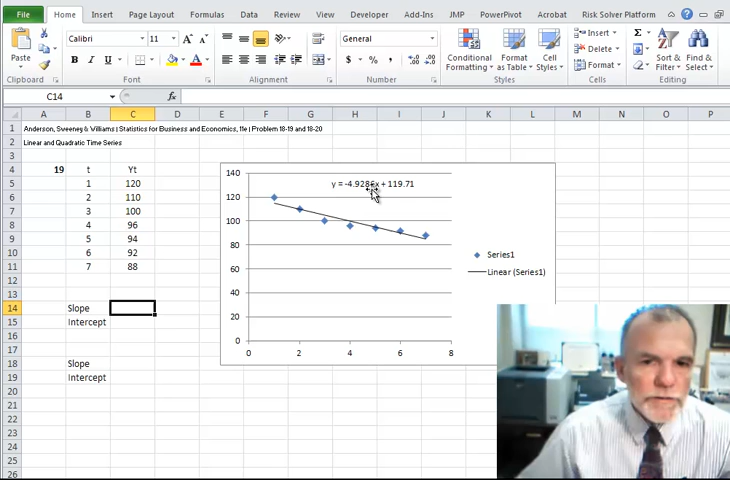 File Home Insert Page Layout Formulas Data Review View Developer Add-Ins JMP PowerPivot Acrobat Risk Solver Platform
Calibri 11 A A General Conditional Formatting Format as Table Cell Styles Insert Delete Format Σ Sort & Filter Find & Select
Paste B I U A $ % ,
Clipboard Font Alignment Number Styles Cells Editing
C14 fx
A B C D E F G H I J K L M N O P
1 Anderson, Sweeney & Williams | Statistics for Business and Economics, 11e | Problem 18-19 and 18-20
2 Linear and Quadratic Time Series
3
4 19 t Yt
5 1 120
6 2 110
7 3 100
8 4 96
9 5 94
10 6 92
11 7 88
12
13
14 Slope
15 Intercept
16
17
18 Slope
19 Intercept
20
21
22
23
24
25
26
140
120
100
80
60
40
20
0
0 2 4 6 8
y = -4.9286x + 119.71
Series1
Linear (Series1)